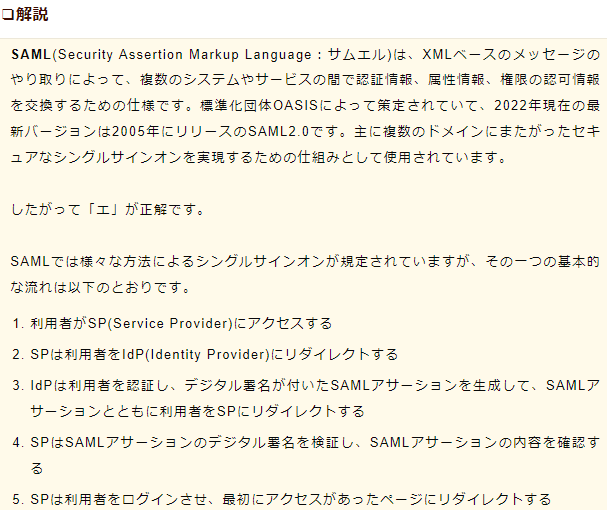 ❏解説
SAML(Security Assertion Markup Language：サムエル)は、XMLベースのメッセージの
やり取りによって、複数のシステムやサービスの間で認証情報、属性情報、権限の認可情報
を交換するための仕様です。標準化団体OASISによって策定されていて、2022年現在の最
新バージョンは2005年にリリースのSAML2.0です。主に複数のドメインにまたがったセキ
ュアなシングルサインオンを実現するための仕組みとして使用されています。
したがって「エ」が正解です。
SAMLでは様々な方法によるシングルサインオンが規定されていますが、その一つの基本的
な流れは以下のとおりです。
1. 利用者がSP(Service Provider)にアクセスする
2. SPは利用者をIdP(Identity Provider)にリダイレクトする
3. IdPは利用者を認証し、デジタル署名が付いたSAMLアサーションを生成して、SAMLア
サーションとともに利用者をSPにリダイレクトする
4. SPはSAMLアサーションのデジタル署名を検証し、SAMLアサーションの内容を確認す
る
5. SPは利用者をログインさせ、最初にアクセスがあったページにリダイレクトする